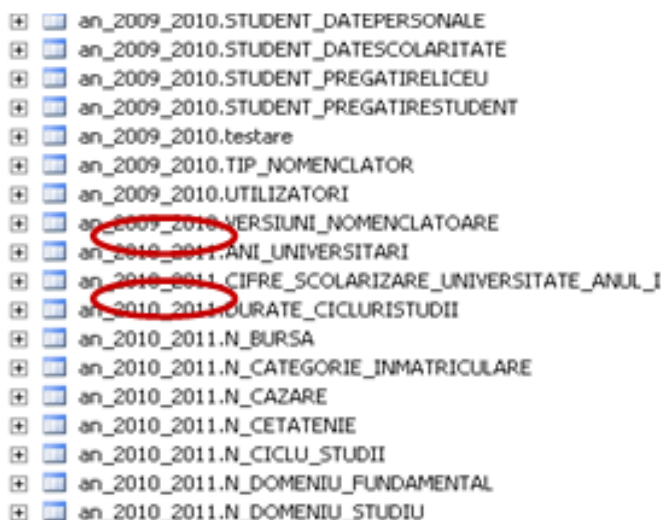 an_2009_2010.STUDENT_DATEPERSONALE
an_2009_2010.STUDENT_DATESCOLARITATE
an_2009_2010.STUDENT_PREGATIRELICEU
an_2009_2010.STUDENT_PREGATIRESTUDENT
an_2009_2010.testare
an_2009_2010.TIP_NOMENCLATOR
an_2009_2010.UTILIZATORI
an_2009_2010.VERSIUNI_NOMENCLATOARE
an_2010_2011.ANI_UNIVERSITARI
an_2010_2011.CIFRE_SCOLARIZARE_UNIVERSITATE_ANUL_I
an_2010_2011.DURATE_CICLURISTUDII
an_2010_2011.N_BURSA
an_2010_2011.N_CATEGORIE_INMATRICULARE
an_2010_2011.N_CAZARE
an_2010_2011.N_CETATENIE
an_2010_2011.N_CICLU_STUDII
an_2010_2011.N_DOMENIU_FUNDAMENTAL
an_2010_2011.N_DOMENIU_STUDIU